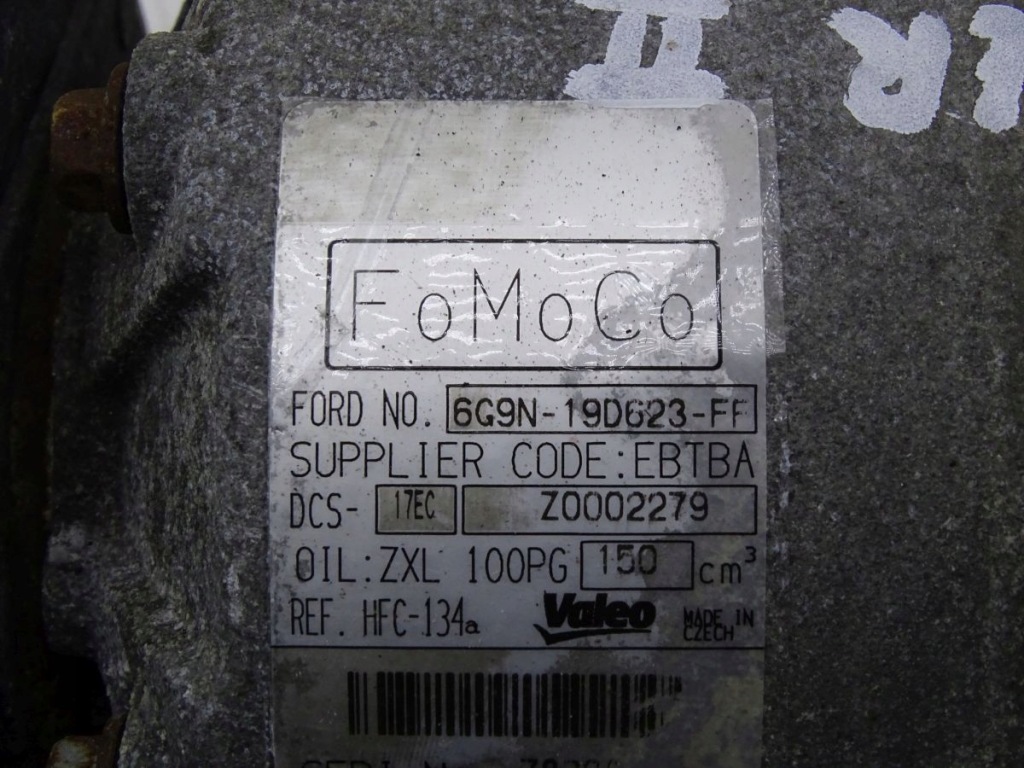 II
FoMoCo
FORD NO. 6G9N-19D623-FF
SUPPLIER CODE:EBTBA
DCS- 17EC Z0002279
OIL:ZXL 100PG 150 cm³
REF. HFC-134a Valeo MADE IN
CZECH